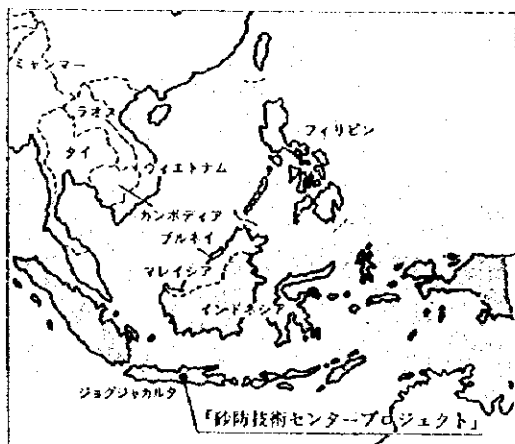 ミャンマー
ラオス
タイ
ヴィエトナム
フィリピン
カンボディア
ブルネイ
マレイシア
インドネシア
ジョグジャカルタ
「砂防技術センタープロジェクト」